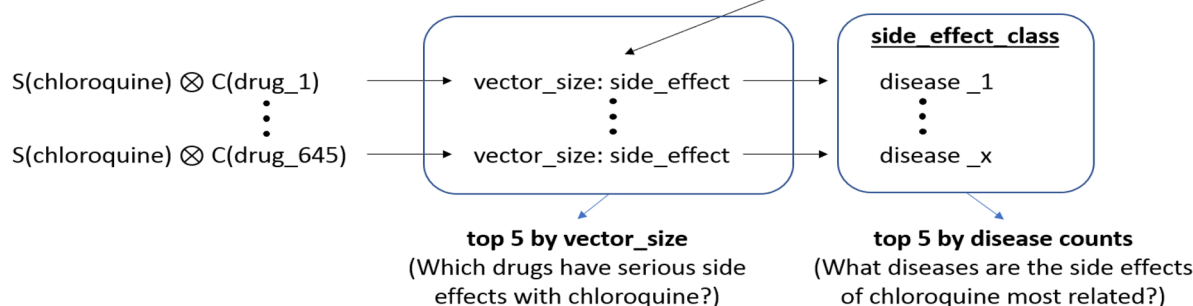 side_effect_class
S(chloroquine) ⊗ C(drug_1)
vector_size: side_effect
disease _1
S(chloroquine) ⊗ C(drug_645)
vector_size: side_effect
disease _x
top 5 by vector_size
(Which drugs have serious side
effects with chloroquine?)
top 5 by disease counts
(What diseases are the side effects
of chloroquine most related?)